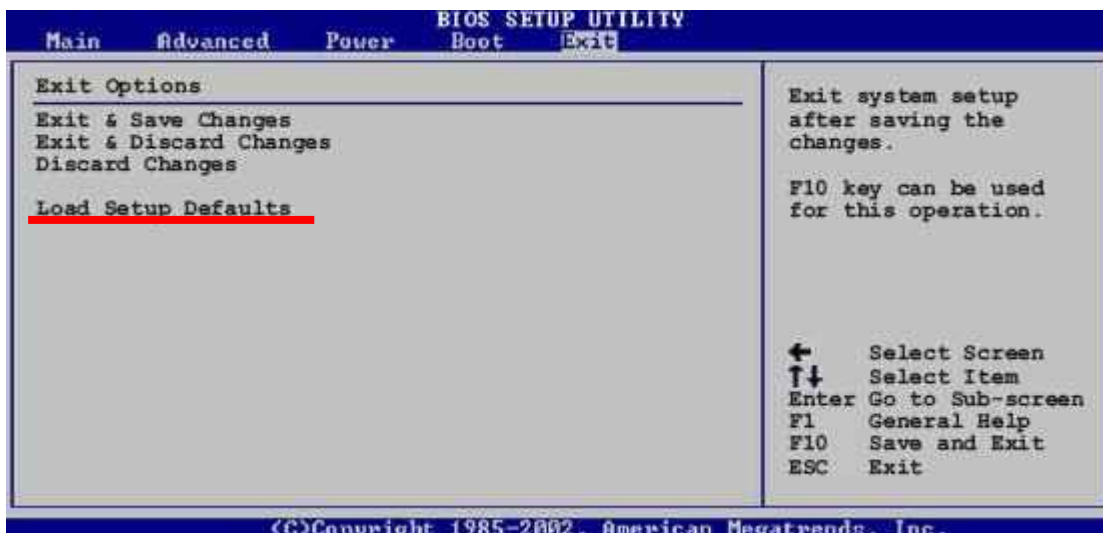 BIOS SETUP UTILITY
Main Advanced Power Boot Exit
Exit Options
Exit & Save Changes
Exit & Discard Changes
Discard Changes
Load Setup Defaults
Exit system setup
after saving the
changes.
F10 key can be used
for this operation.
← Select Screen
↑↓ Select Item
Enter Go to Sub-screen
F1 General Help
F10 Save and Exit
ESC Exit
(C)Copyright 1985-2002, American Megatrends, Inc.